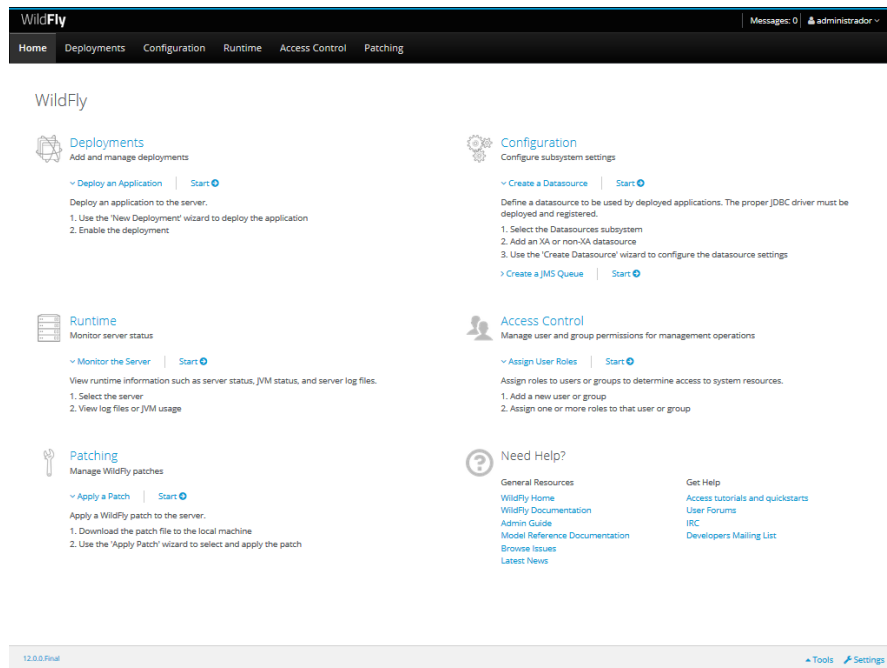 WildFly
Messages: 0 administrador
Home Deployments Configuration Runtime Access Control Patching
WildFly
Deployments
Add and manage deployments
Deploy an Application Start
Deploy an application to the server.
1. Use the 'New Deployment' wizard to deploy the application
2. Enable the deployment
Configuration
Configure subsystem settings
Create a Datasource Start
Define a datasource to be used by deployed applications. The proper JDBC driver must be
deployed and registered.
1. Select the Datasources subsystem
2. Add an XA or non-XA datasource
3. Use the 'Create Datasource' wizard to configure the datasource settings
Create a JMS Queue Start
Runtime
Monitor server status
Monitor the Server Start
View runtime information such as server status, JVM status, and server log files.
1. Select the server
2. View log files or JVM usage
Access Control
Manage user and group permissions for management operations
Assign User Roles Start
Assign roles to users or groups to determine access to system resources.
1. Add a new user or group
2. Assign one or more roles to that user or group
Patching
Manage WildFly patches
Apply a Patch Start
Apply a WildFly patch to the server.
1. Download the patch file to the local machine
2. Use the 'Apply Patch' wizard to select and apply the patch
Need Help?
General Resources
WildFly Home
WildFly Documentation
Admin Guide
Model Reference Documentation
Browse Issues
Latest News
Get Help
Access tutorials and quickstarts
User Forums
IRC
Developers Mailing List
12.0.0.Final
Tools Settings